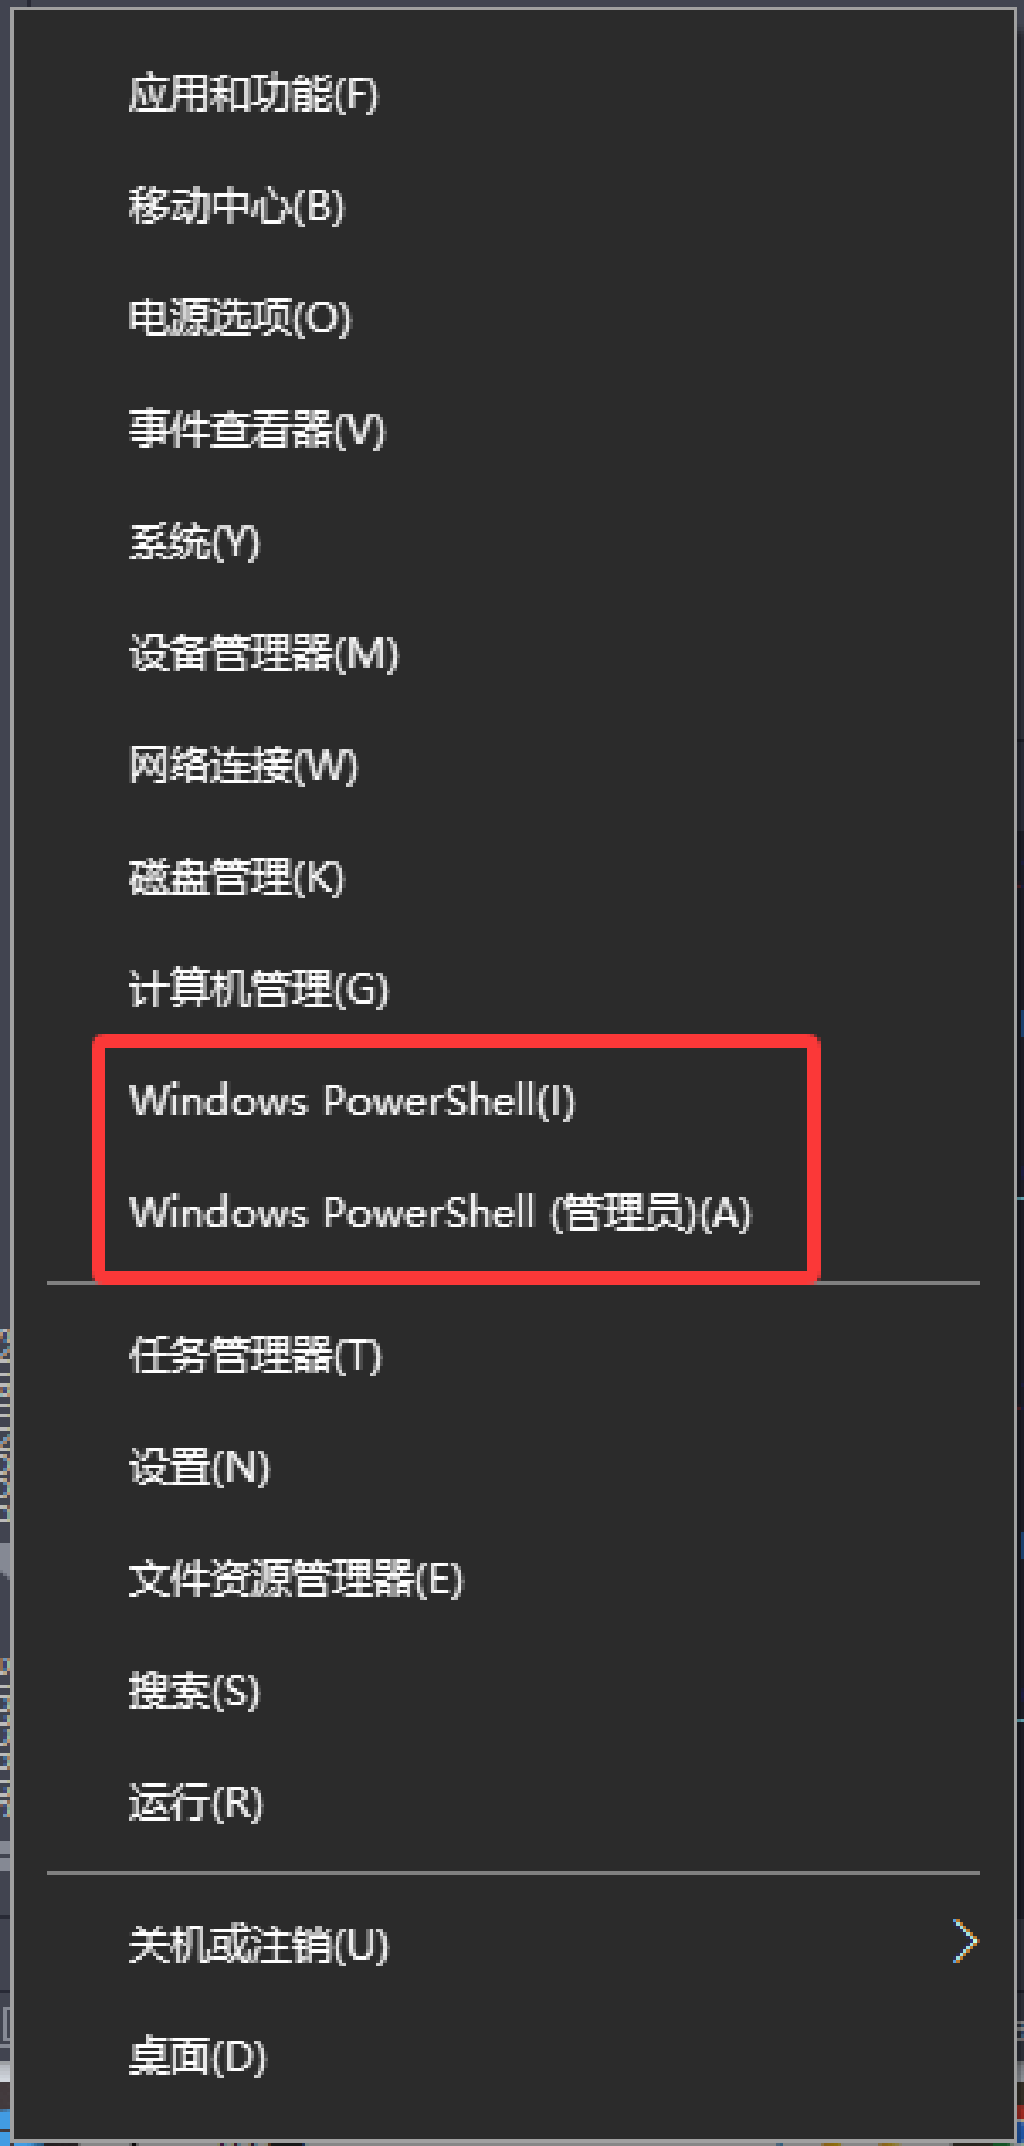 应用和功能(F)
移动中心(B)
电源选项(O)
事件查看器(V)
系统(Y)
设备管理器(M)
网络连接(W)
磁盘管理(K)
计算机管理(G)
Windows PowerShell(I)
Windows PowerShell (管理员)(A)
任务管理器(T)
设置(N)
文件资源管理器(E)
搜索(S)
运行(R)
关机或注销(U)
桌面(D)